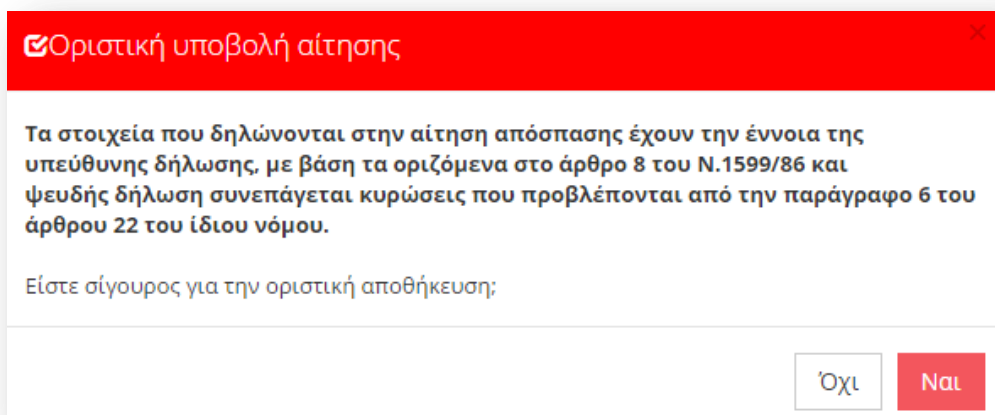 Οριστική υποβολή αίτησης
Τα στοιχεία που δηλώνονται στην αίτηση απόσπασης έχουν την έννοια της
υπεύθυνης δήλωσης, με βάση τα οριζόμενα στο άρθρο 8 του Ν.1599/86 και
ψευδής δήλωση συνεπάγεται κυρώσεις που προβλέπονται από την παράγραφο 6 του
άρθρου 22 του ίδιου νόμου.
Είστε σίγουρος για την οριστική αποθήκευση;
Όχι Ναι